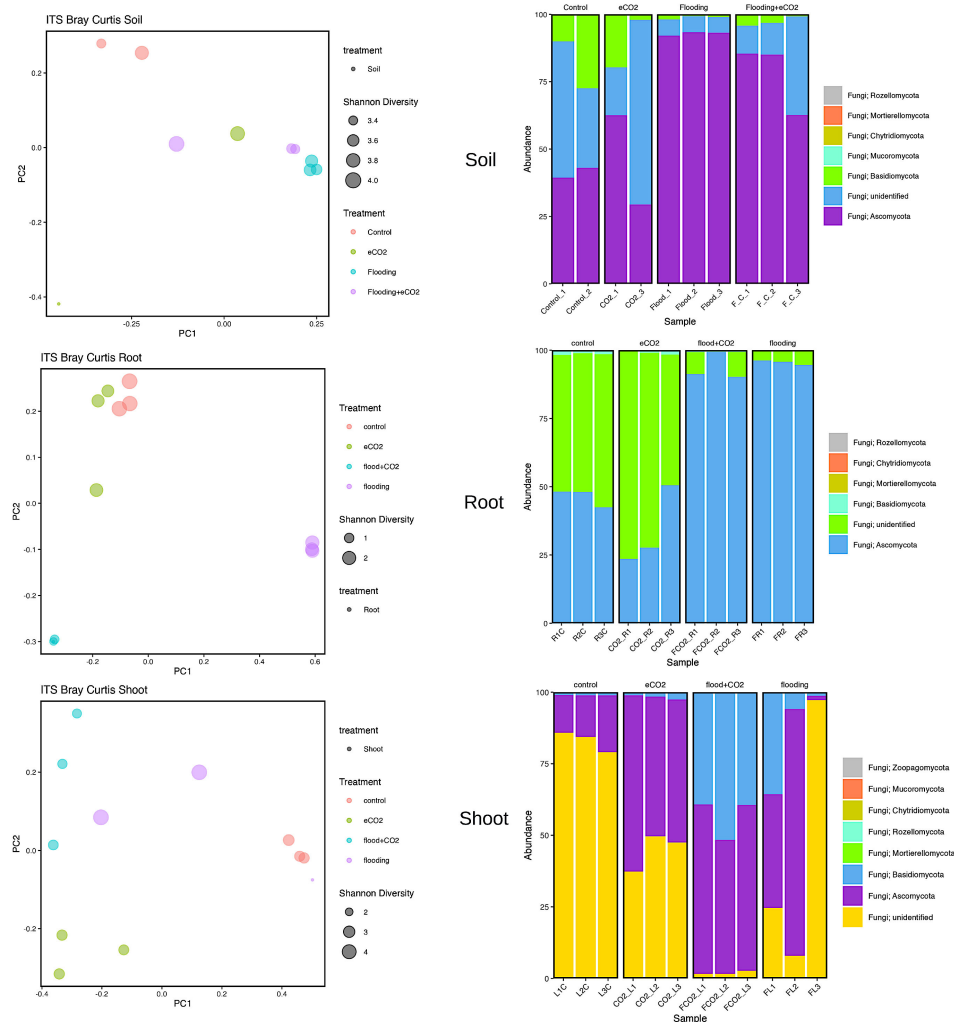 ITS Bray Curtis Soil
PC2
0.2
0.0
-0.2
-0.4
-0.25
0.00
0.25
PC1
treatment
Soil
Shannon Diversity
3.4
3.6
3.8
4.0
Treatment
Control
eCO2
Flooding
Flooding+eCO2
Soil
Control
eCO2
Flooding
Flooding+eCO2
Abundance
100
75
50
25
0
Control_1
Control_2
CO2_1
CO2_3
Flood_1
Flood_2
Flood_3
F_C_1
F_C_2
F_C_3
Sample
Fungi; Rozellomycota
Fungi; Mortierellomycota
Fungi; Chytridiomycota
Fungi; Mucoromycota
Fungi; Basidiomycota
Fungi; unidentified
Fungi; Ascomycota
ITS Bray Curtis Root
PC2
0.2
0.1
0.0
-0.1
-0.2
-0.3
-0.2
0.0
0.2
0.4
0.6
PC1
Treatment
control
eCO2
flood+CO2
flooding
Shannon Diversity
1
2
treatment
Root
Root
control
eCO2
flood+CO2
flooding
Abundance
100
75
50
25
0
R1C
R2C
R3C
CO2_R1
CO2_R2
CO2_R3
FCO2_R1
FCO2_R2
FCO2_R3
FR1
FR2
FR3
Sample
Fungi; Rozellomycota
Fungi; Chytridiomycota
Fungi; Mortierellomycota
Fungi; Basidiomycota
Fungi; unidentified
Fungi; Ascomycota
ITS Bray Curtis Shoot
PC2
0.2
0.0
-0.2
-0.4
-0.2
0.0
0.2
0.4
PC1
treatment
Shoot
Treatment
control
eCO2
flood+CO2
flooding
Shannon Diversity
2
3
4
Shoot
control
eCO2
flood+CO2
flooding
Abundance
100
75
50
25
0
L1C
L2C
L3C
CO2_L1
CO2_L2
CO2_L3
FCO2_L1
FCO2_L2
FCO2_L3
FL1
FL2
FL3
Sample
Fungi; Zoopagomycota
Fungi; Mucoromycota
Fungi; Chytridiomycota
Fungi; Rozellomycota
Fungi; Mortierellomycota
Fungi; Basidiomycota
Fungi; Ascomycota
Fungi; unidentified